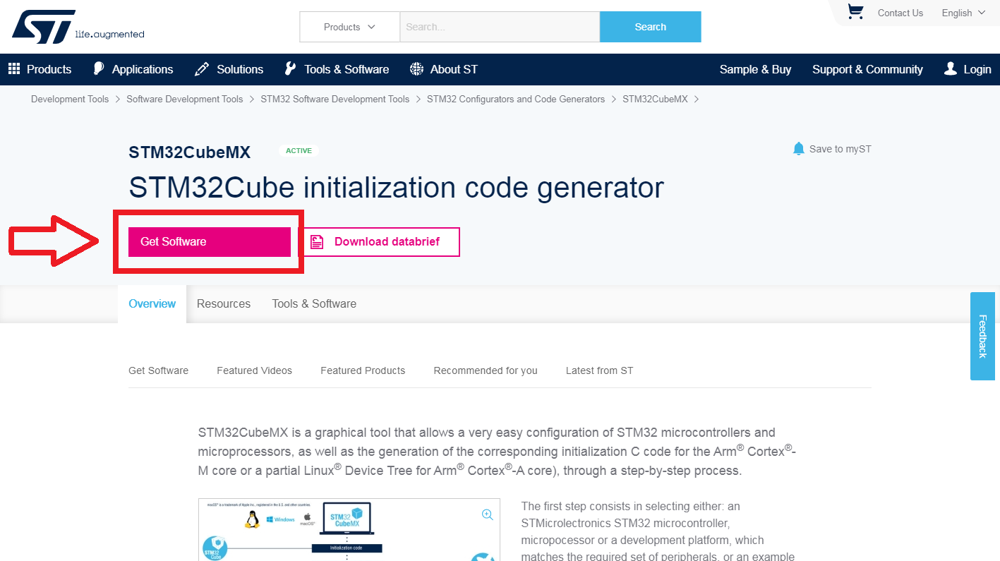 ST life.augmented
Products Search... Search
Contact Us English
Products Applications Solutions Tools & Software About ST Sample & Buy Support & Community Login
Development Tools > Software Development Tools > STM32 Software Development Tools > STM32 Configurators and Code Generators > STM32CubeMX >
STM32CubeMX ACTIVE
Save to myST
STM32Cube initialization code generator
Get Software Download databrief
Overview Resources Tools & Software
Feedback
Get Software Featured Videos Featured Products Recommended for you Latest from ST
STM32CubeMX is a graphical tool that allows a very easy configuration of STM32 microcontrollers and
microprocessors, as well as the generation of the corresponding initialization C code for the Arm® Cortex®-
M core or a partial Linux® Device Tree for Arm® Cortex®-A core), through a step-by-step process.
macOS® is a trademark of Apple Inc., registered in the U.S. and other countries.
Windows macOS®
STM32
CubeMX
STM32
Cube
Initialization code
The first step consists in selecting either: an
STMicrolectronics STM32 microcontroller,
micropocessor or a development platform, which
matches the required set of peripherals, or an example